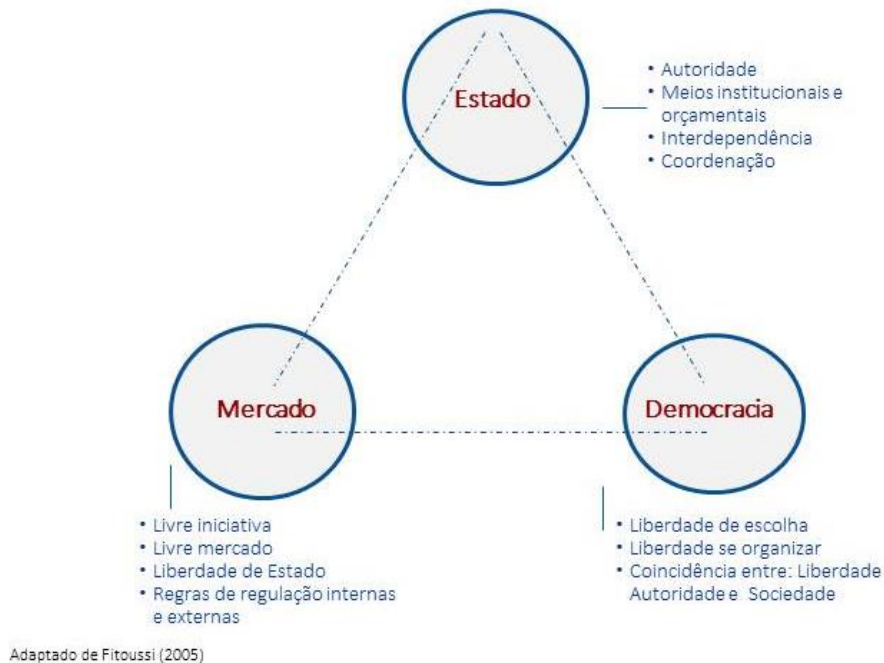 Estado
• Autoridade
• Meios institucionais e
orçamentais
• Interdependência
• Coordenação
Mercado
Democracia
• Livre iniciativa
• Livre mercado
• Liberdade de Estado
• Regras de regulação internas
e externas
• Liberdade de escolha
• Liberdade se organizar
• Coincidência entre: Liberdade
Autoridade e Sociedade
Adaptado de Fitoussi (2005)